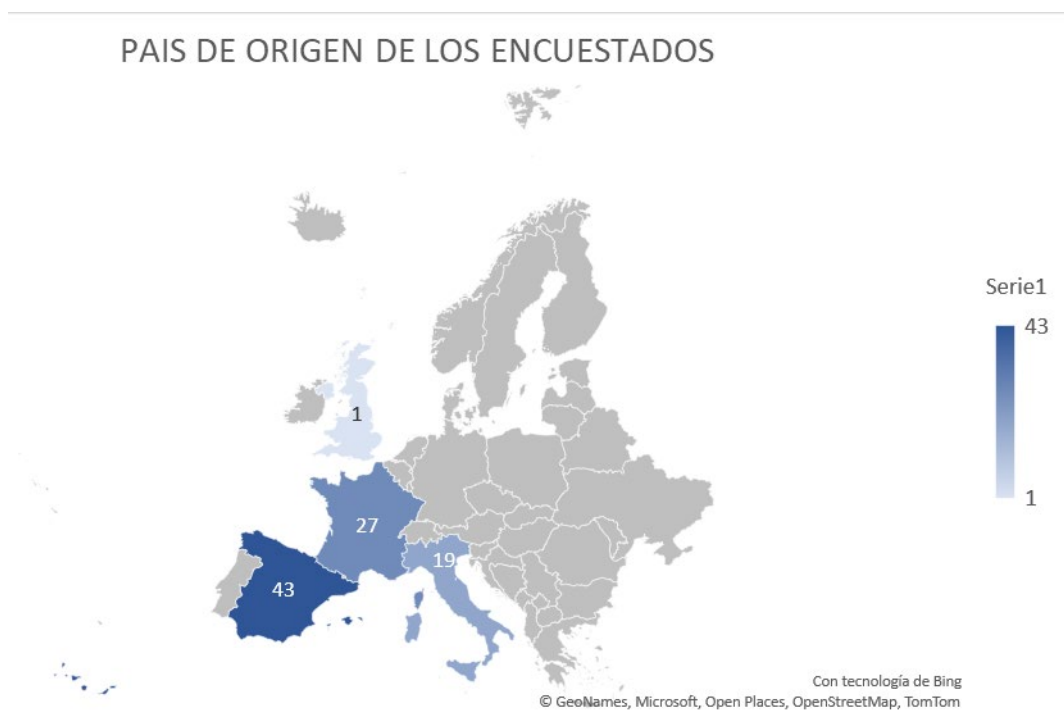 PAIS DE ORIGEN DE LOS ENCUESTADOS
Serie1
43
1
1
27
19
43
Con tecnología de Bing
© GeoNames, Microsoft, Open Places, OpenStreetMap, TomTom